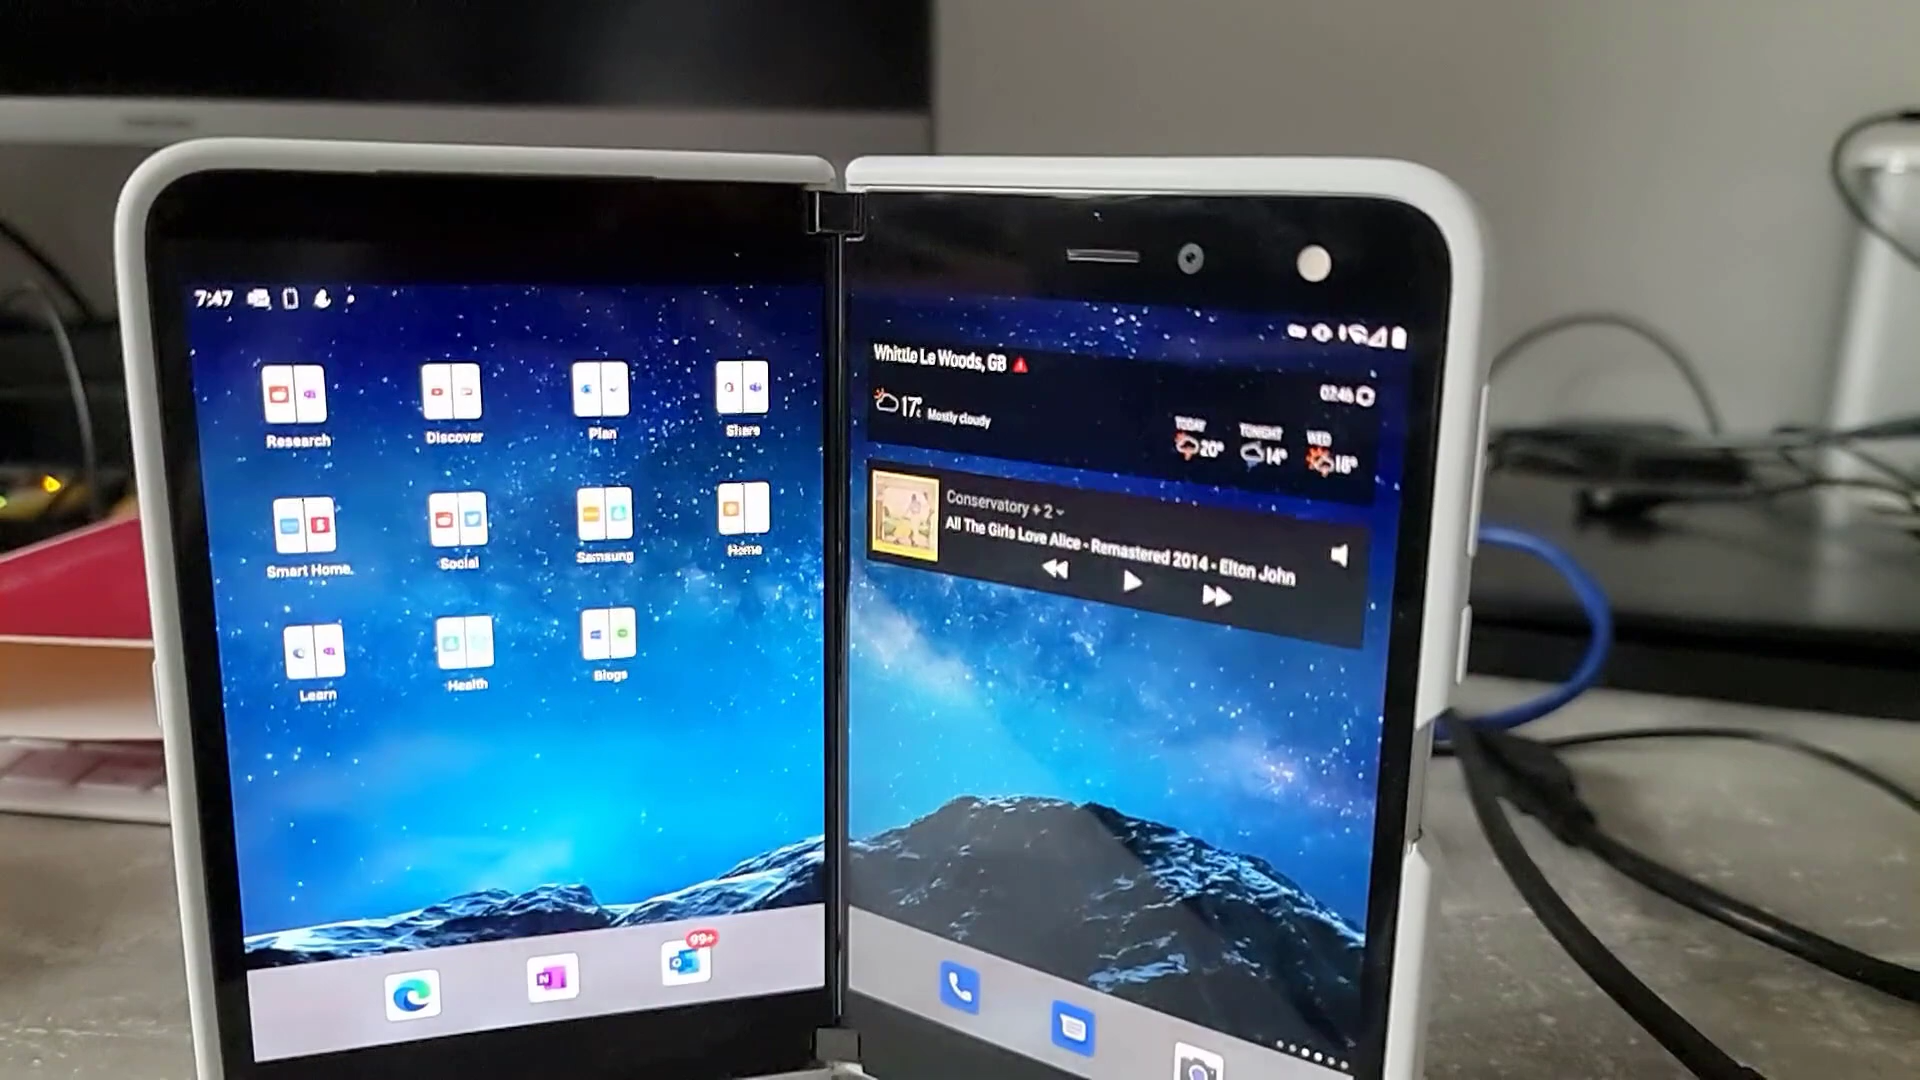 7:47
Research
Discover
Plan
Share
Smart Home.
Social
Samsung
Home
Learn
Health
Blogs
99+
Whittle Le Woods, GB
17°c Mostly cloudy
07:46
TODAY
20°
TONIGHT
14°
WED
18°
Conservatory + 2
All The Girls Love Alice - Remastered 2014 • Elton John